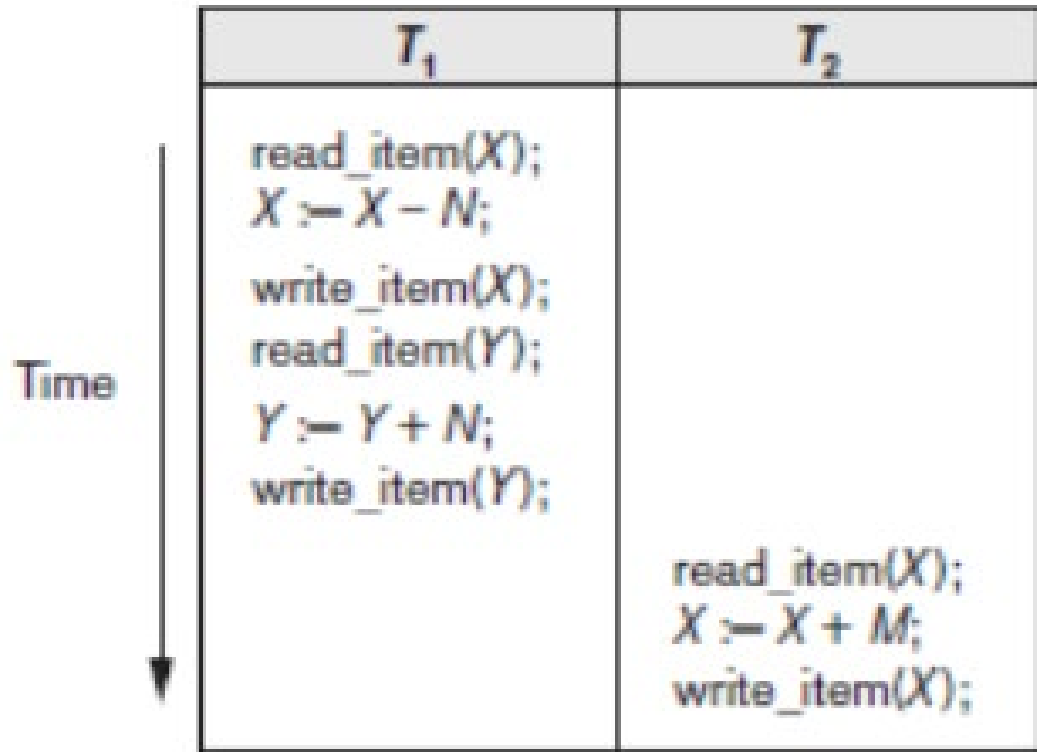 T₁ T₂
read_item(X);
X := X – N;
write_item(X);
read_item(Y);
Time
Y := Y + N;
write_item(Y);
read_item(X);
X := X + M;
write_item(X);